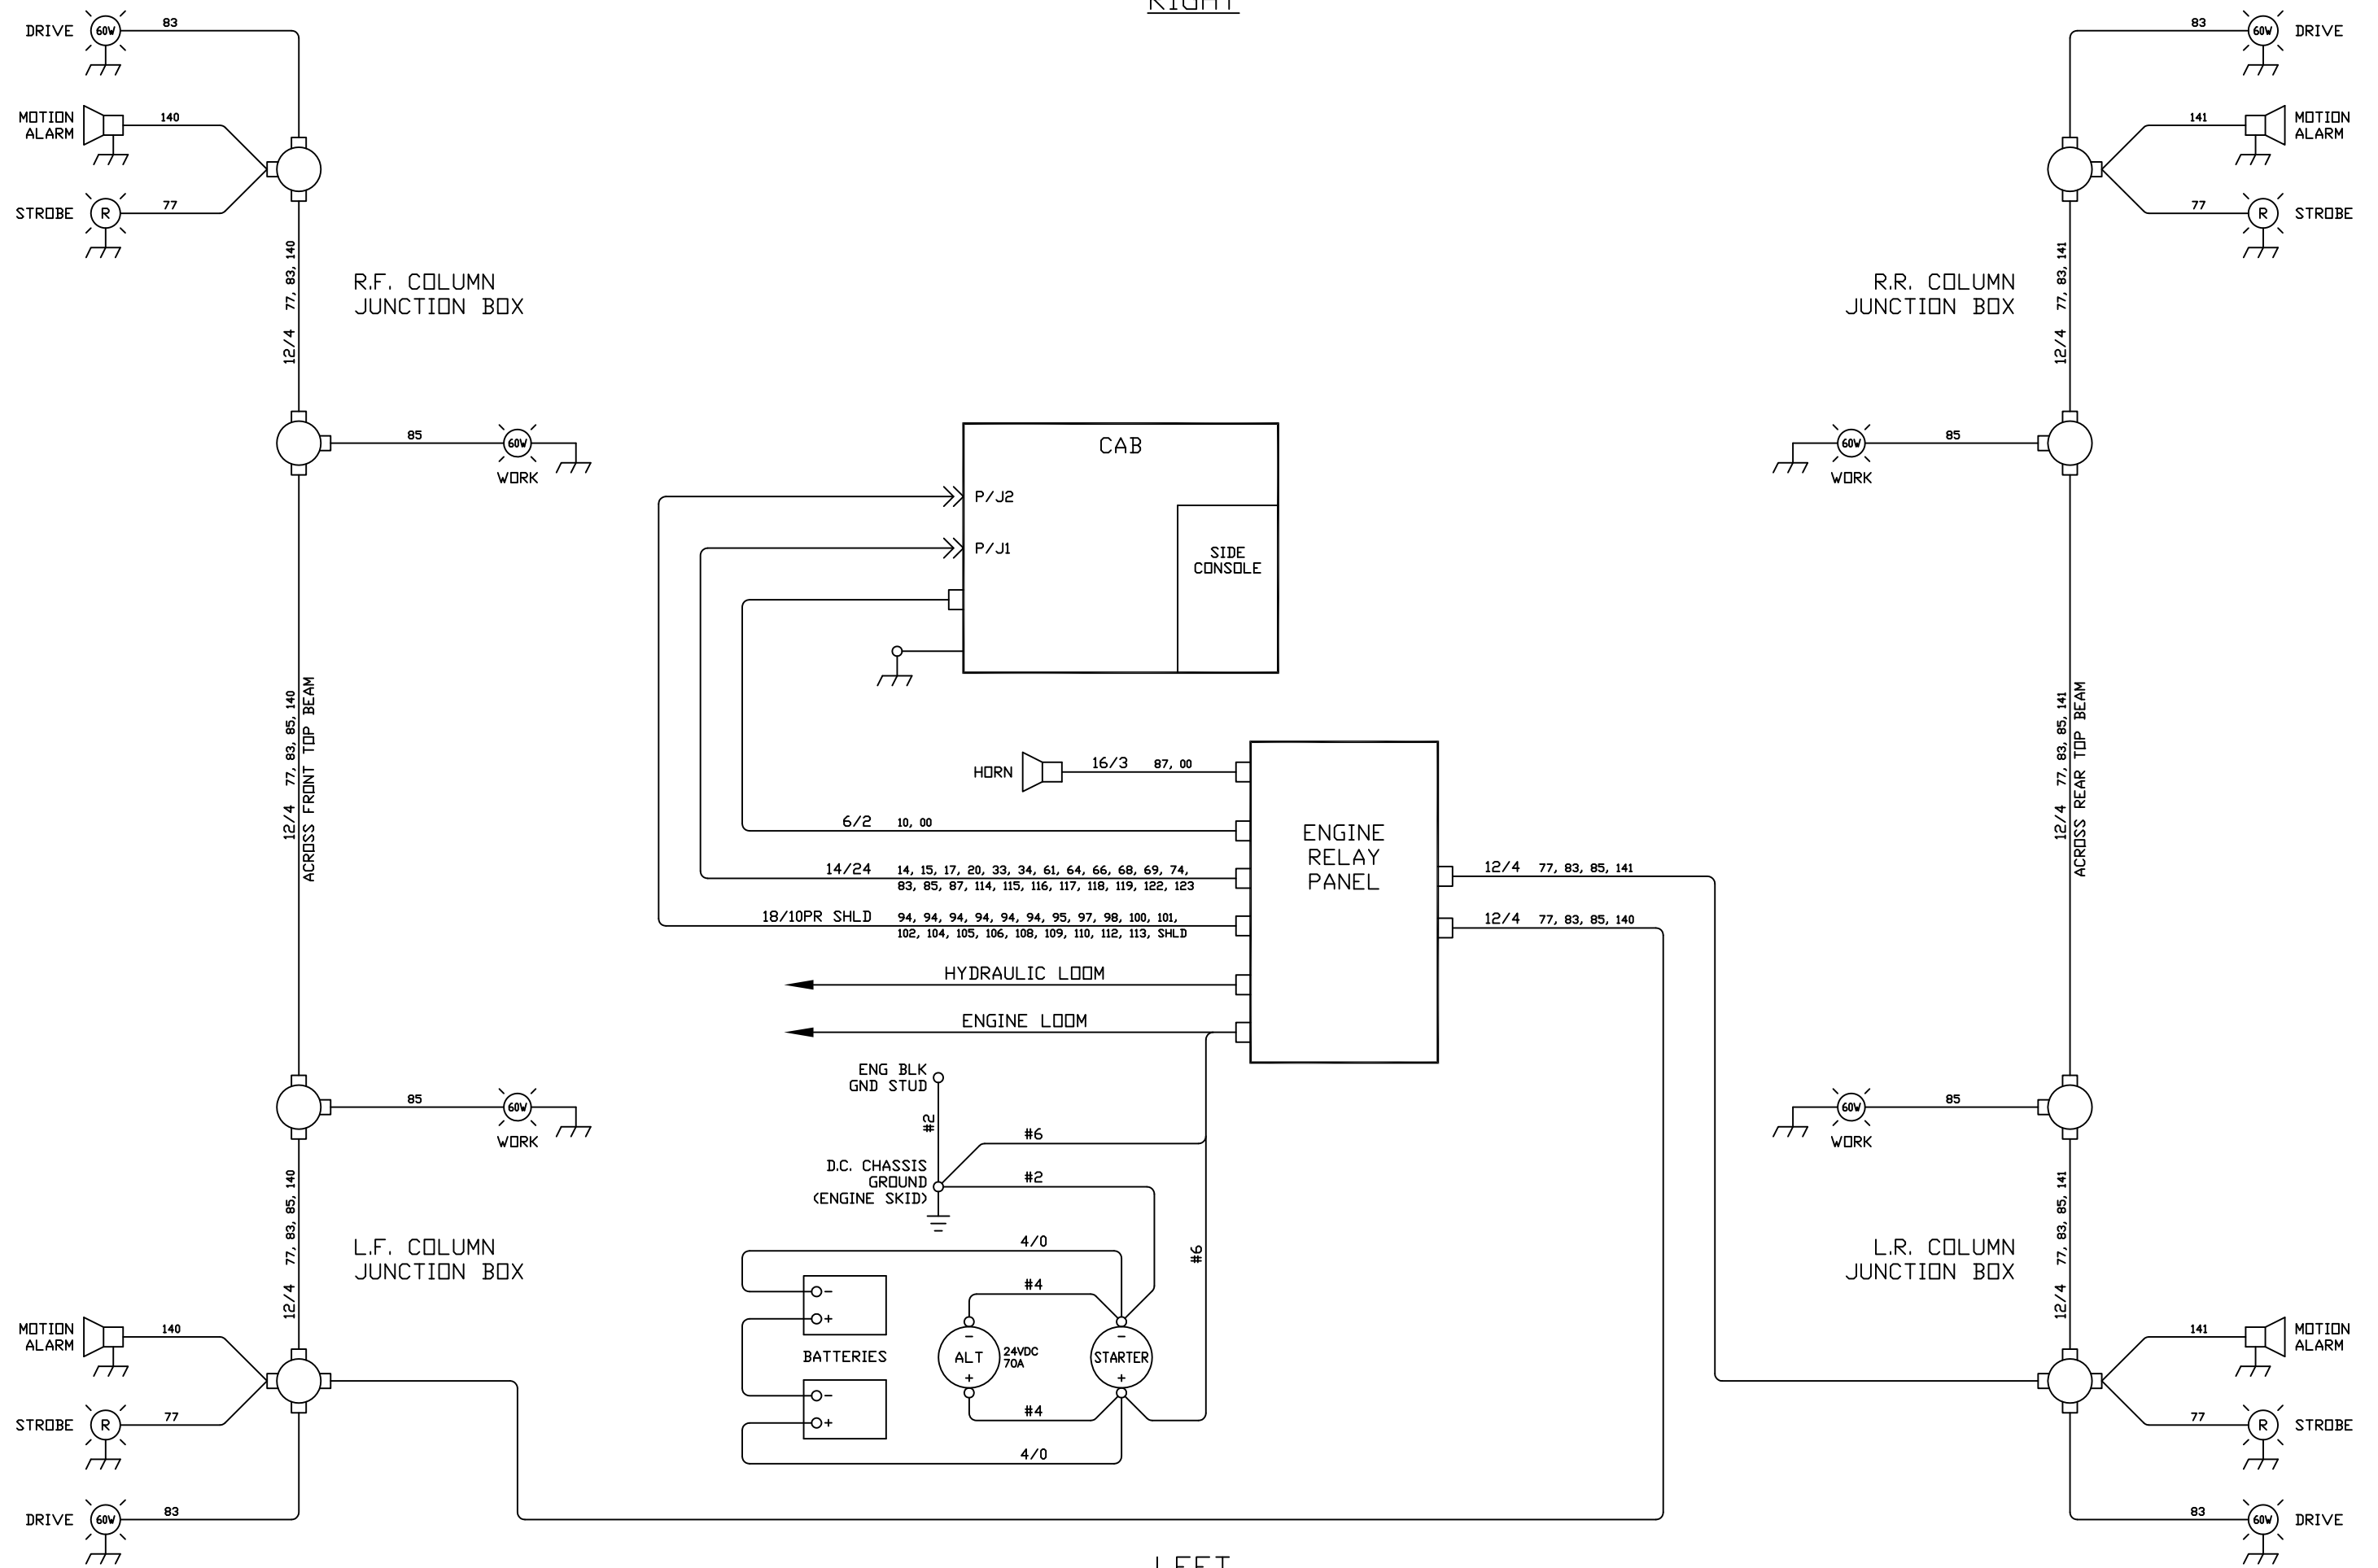 RIGHT
DRIVE
60W
83
MOTION
ALARM
140
STROBE
R
77
12/4 77, 83, 140
R.F. COLUMN
JUNCTION BOX
85
60W
WORK
12/4 77, 83, 85, 140
ACROSS FRONT TOP BEAM
85
60W
WORK
12/4 77, 83, 85, 140
L.F. COLUMN
JUNCTION BOX
MOTION
ALARM
140
STROBE
R
77
DRIVE
60W
83
CAB
P/J2
P/J1
SIDE
CONSOLE
HORN
16/3 87, 00
6/2 10, 00
14/24 14, 15, 17, 20, 33, 34, 61, 64, 66, 68, 69, 74,
83, 85, 87, 114, 115, 116, 117, 118, 119, 122, 123
18/10PR SHLD 94, 94, 94, 94, 94, 94, 95, 97, 98, 100, 101,
102, 104, 105, 106, 108, 109, 110, 112, 113, SHLD
HYDRAULIC LOOM
ENGINE LOOM
ENGINE
RELAY
PANEL
12/4 77, 83, 85, 141
12/4 77, 83, 85, 140
ENG BLK
GND STUD
#2
#6
D.C. CHASSIS
GROUND
(ENGINE SKID)
#2
#6
4/0
#4
-
+
BATTERIES
-
+
-
ALT
+
24VDC
70A
-
STARTER
+
#4
4/0
83
60W
DRIVE
141
MOTION
ALARM
77
R
STROBE
12/4 77, 83, 141
R.R. COLUMN
JUNCTION BOX
85
60W
WORK
12/4 77, 83, 85, 141
ACROSS REAR TOP BEAM
85
60W
WORK
12/4 77, 83, 85, 141
L.R. COLUMN
JUNCTION BOX
141
MOTION
ALARM
77
R
STROBE
83
60W
DRIVE
LEFT